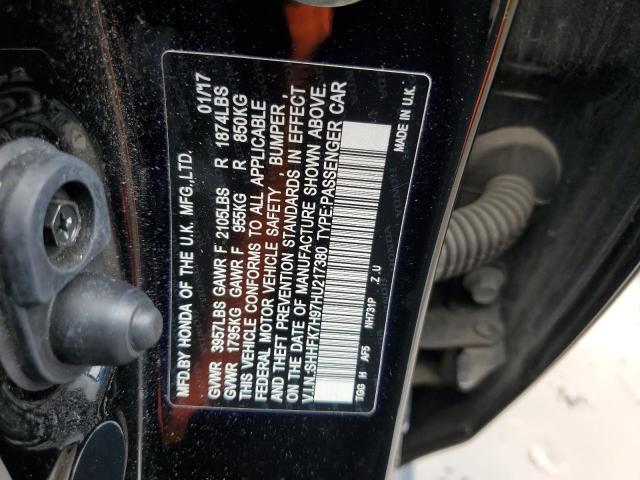 MFD.BY HONDA OF THE U.K. MFG.,LTD. 01/17
GVWR 3957LBS GAWR F 2105LBS R 1874LBS
GVWR 1795KG GAWR F 955KG R 850KG
THIS VEHICLE CONFORMS TO ALL APPLICABLE
FEDERAL MOTOR VEHICLE SAFETY , BUMPER ,
AND THEFT PREVENTION STANDARDS IN EFFECT
ON THE DATE OF MANUFACTURE SHOWN ABOVE.
V.I.N.:SHHFK7H97HU217380 TYPE:PASSENGER CAR
MADE IN U.K.
TGG H AF5 NH731P Z .U